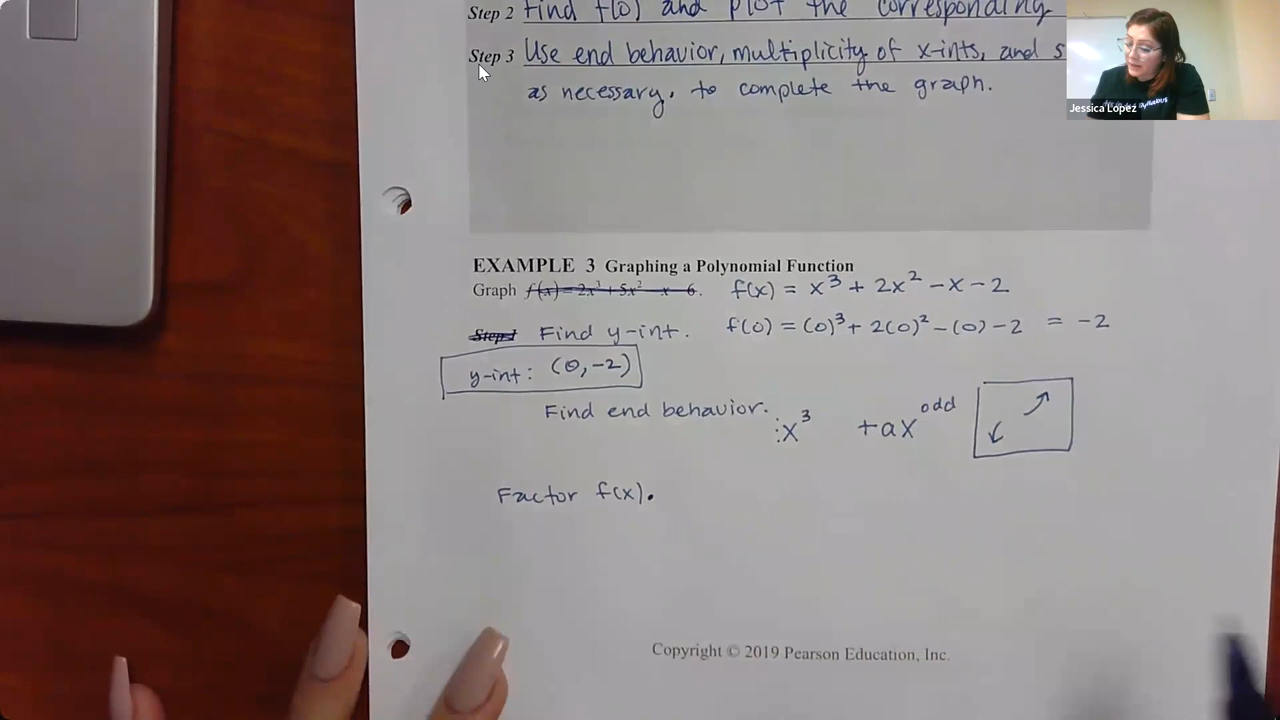 Step 2 Find f(0) and plot the corresponding
Step 3 Use end behavior, multiplicity of x-ints, and
as necessary, to complete the graph.
Jessica Lopez
EXAMPLE 3 Graphing a Polynomial Function
Graph f(x) = 2x³ + 5x² - x - 6. f(x) = x³ + 2x² - x - 2
Step 1 Find y-int. f(0) = (0)³ + 2(0)² - (0) - 2 = -2
y-int: (0, -2)
Find end behavior. : x³ +ax^odd
Factor f(x).
Copyright © 2019 Pearson Education, Inc.